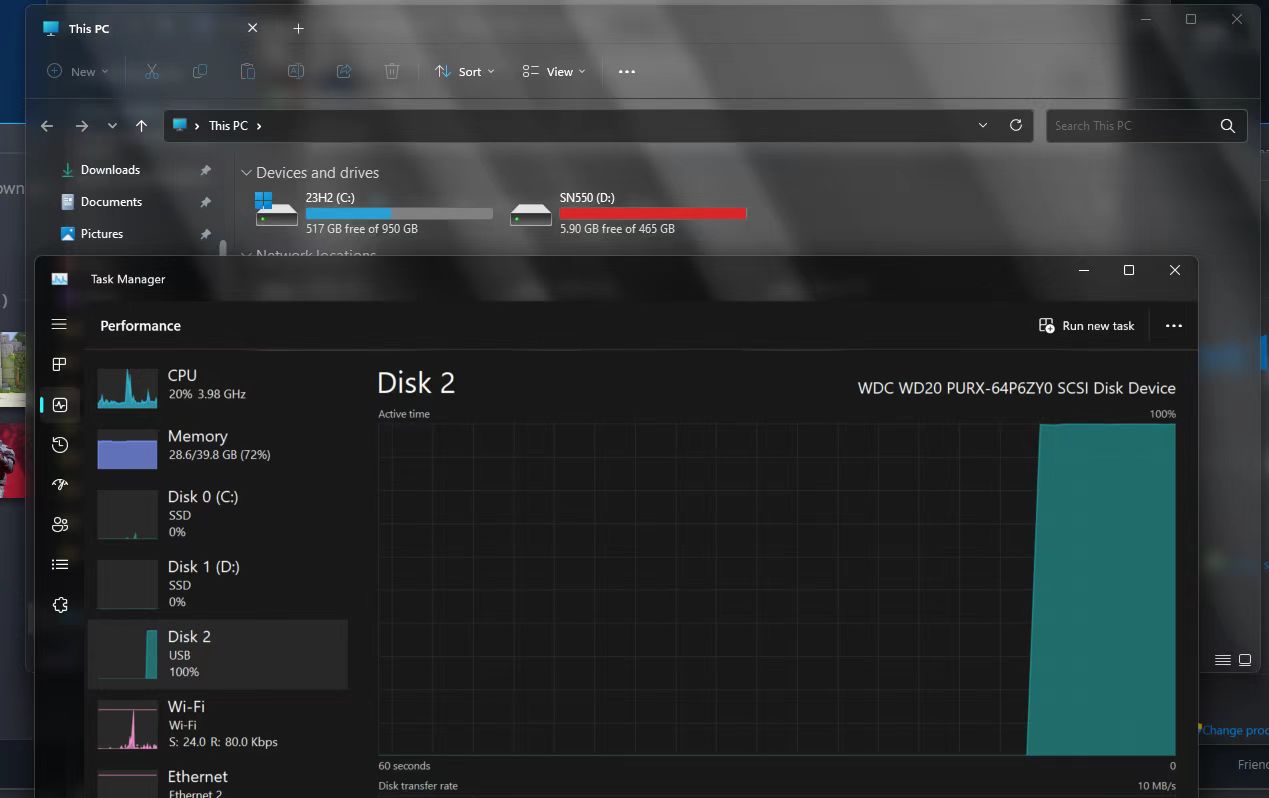 This PC
New
Sort
View
This PC
Search This PC
Downloads
Documents
Pictures
Devices and drives
23H2 (C:)
517 GB free of 950 GB
SN550 (D:)
5.90 GB free of 465 GB
Network locations
Task Manager
Performance
Run new task
CPU
20% 3.98 GHz
Memory
28.6/39.8 GB (72%)
Disk 0 (C:)
SSD
0%
Disk 1 (D:)
SSD
0%
Disk 2
USB
100%
Wi-Fi
Wi-Fi
S: 24.0 R: 80.0 Kbps
Ethernet
Ethernet 2
Disk 2
WDC WD20 PURX-64P6ZY0 SCSI Disk Device
Active time
100%
60 seconds
0
Disk transfer rate
10 MB/s
own
)
Change prod
Frienc